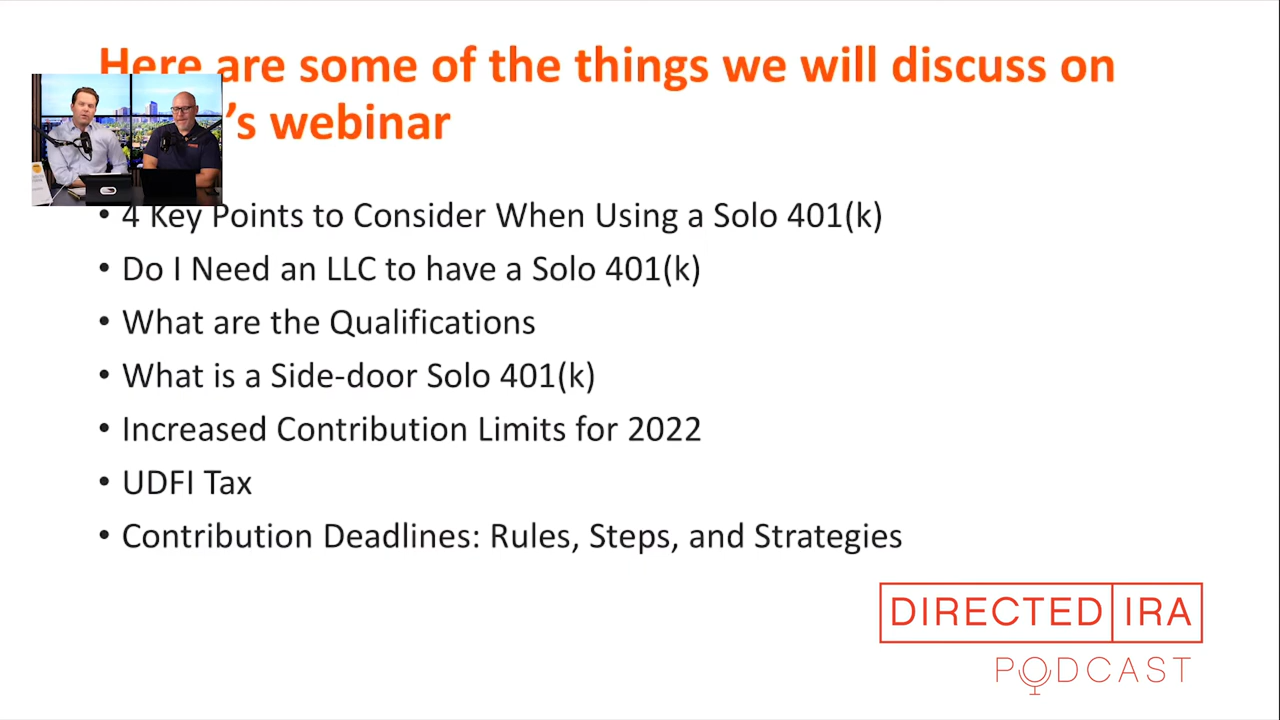 Here are some of the things we will discuss on
’s webinar
• 4 Key Points to Consider When Using a Solo 401(k)
• Do I Need an LLC to have a Solo 401(k)
• What are the Qualifications
• What is a Side-door Solo 401(k)
• Increased Contribution Limits for 2022
• UDFI Tax
• Contribution Deadlines: Rules, Steps, and Strategies
DIRECTED IRA
PODCAST